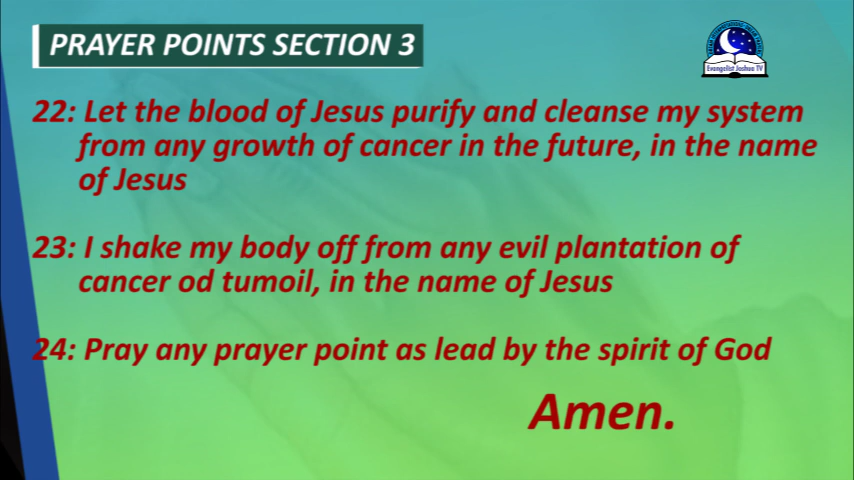 PRAYER POINTS SECTION 3
Evangelist Joshua TV
22: Let the blood of Jesus purify and cleanse my system
from any growth of cancer in the future, in the name
of Jesus
23: I shake my body off from any evil plantation of
cancer od tumoil, in the name of Jesus
24: Pray any prayer point as lead by the spirit of God
Amen.